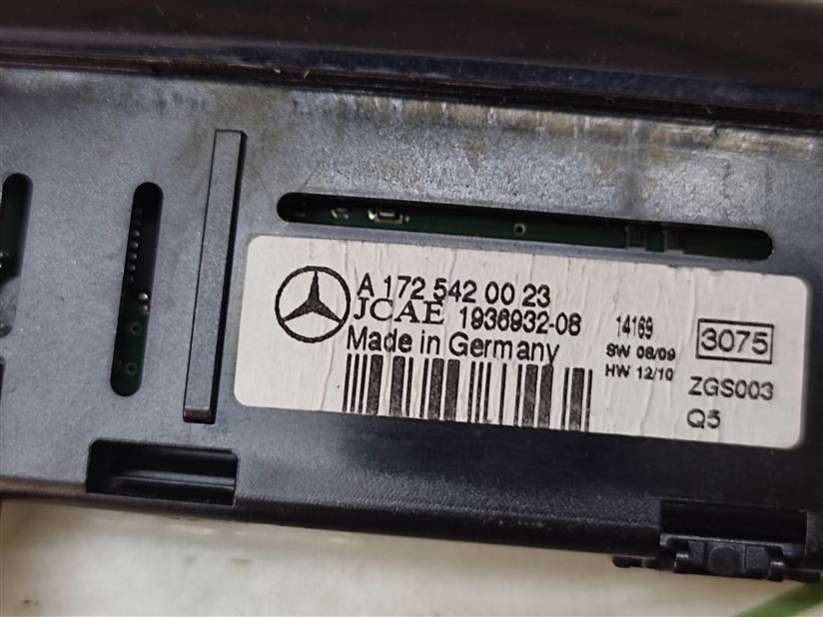 A 172 542 00 23
JCAE 1936932-08
Made in Germany
14169
SW 08/09
HW 12/10
3075
ZGS003
Q5